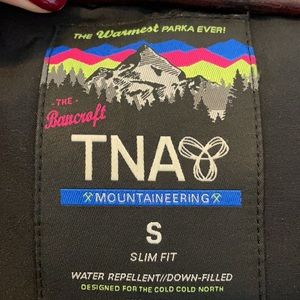 THE WARMEST PARKA EVER!
- THE -
Bancroft
TNA
MOUNTAINEERING
S
SLIM FIT
WATER REPELLENT//DOWN-FILLED
DESIGNED FOR THE COLD COLD NORTH